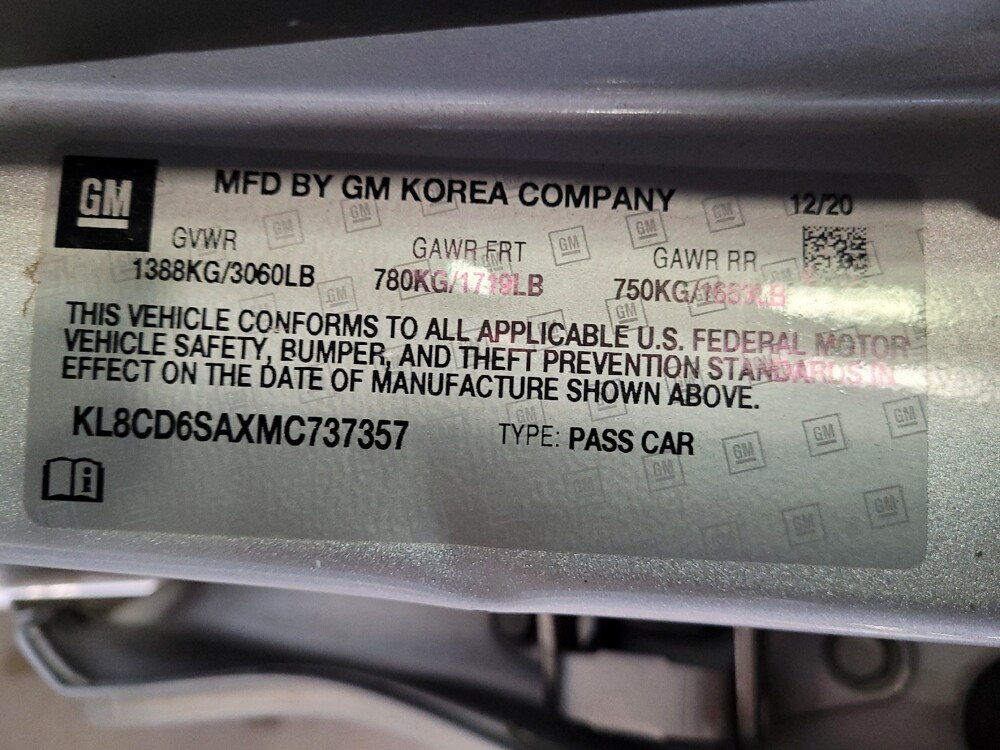 GM
MFD BY GM KOREA COMPANY
12/20
GVWR
GAWR FRT
GAWR RR
1388KG/3060LB
780KG/1719LB
750KG/1653LB
THIS VEHICLE CONFORMS TO ALL APPLICABLE U.S. FEDERAL MOTOR
VEHICLE SAFETY, BUMPER, AND THEFT PREVENTION STANDARDS IN
EFFECT ON THE DATE OF MANUFACTURE SHOWN ABOVE.
KL8CD6SAXMC737357
TYPE: PASS CAR